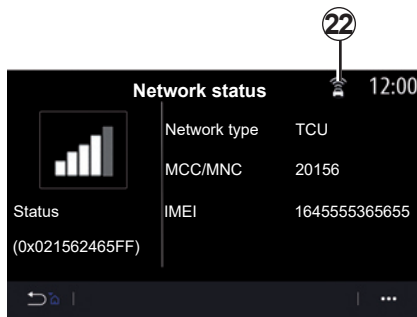 22
Network status 12:00
Network type TCU
MCC/MNC 20156
Status IMEI 1645555365655
(0x021562465FF)